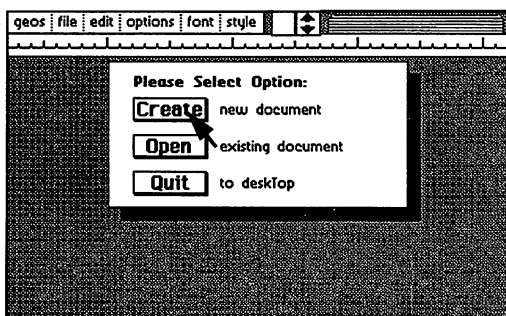 geos file edit options font style
Please Select Option:
Create new document
Open existing document
Quit to deskTop